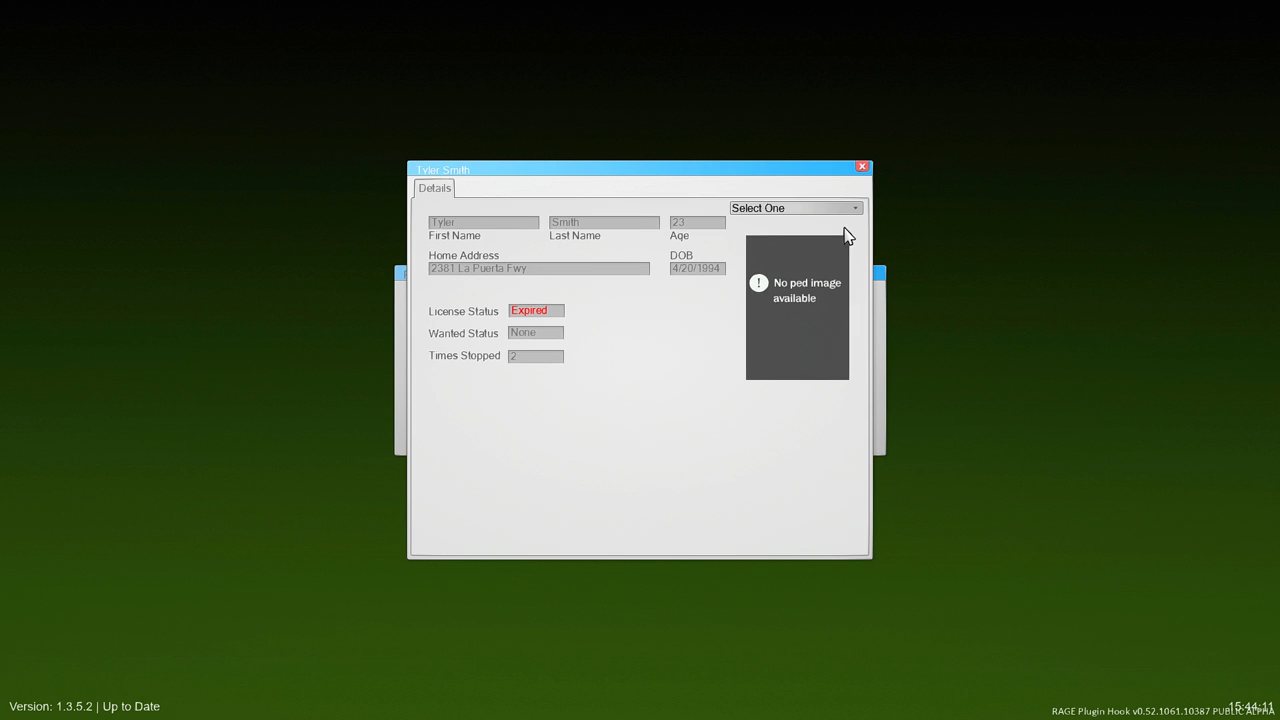 Tyler Smith
Details
Select One
Tyler
Smith
23
First Name
Last Name
Age
Home Address
DOB
2381 La Puerta Fwy
4/20/1994
! No ped image
available
License Status
Expired
Wanted Status
None
Times Stopped
2
Version: 1.3.5.2 | Up to Date
15:44:11
RAGE Plugin Hook v0.52.1061.10387 PUBLIC ALPHA